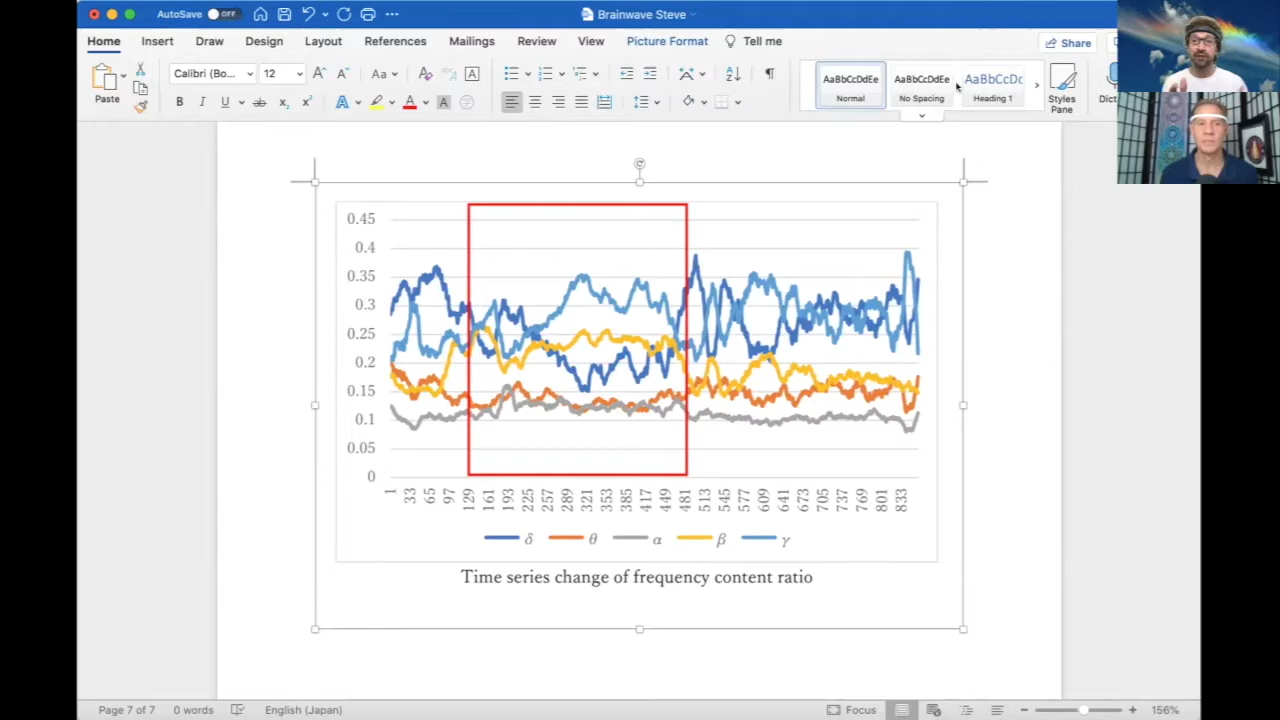 AutoSave OFF
Brainwave Steve
Home Insert Draw Design Layout References Mailings Review View Picture Format Tell me
Share
Paste
Calibri (Bo... 12
Aa
A
B I U ab x₂ x²
A A A
AaBbCcDdEe AaBbCcDdEe AaBbCcDc
Normal No Spacing Heading 1
Styles
Pane
Dict
0.45
0.4
0.35
0.3
0.25
0.2
0.15
0.1
0.05
0
1 33 65 97 129 161 193 225 257 289 321 353 385 417 449 481 513 545 577 609 641 673 705 737 769 801 833
δ θ α β γ
Time series change of frequency content ratio
Page 7 of 7 0 words English (Japan) Focus 156%